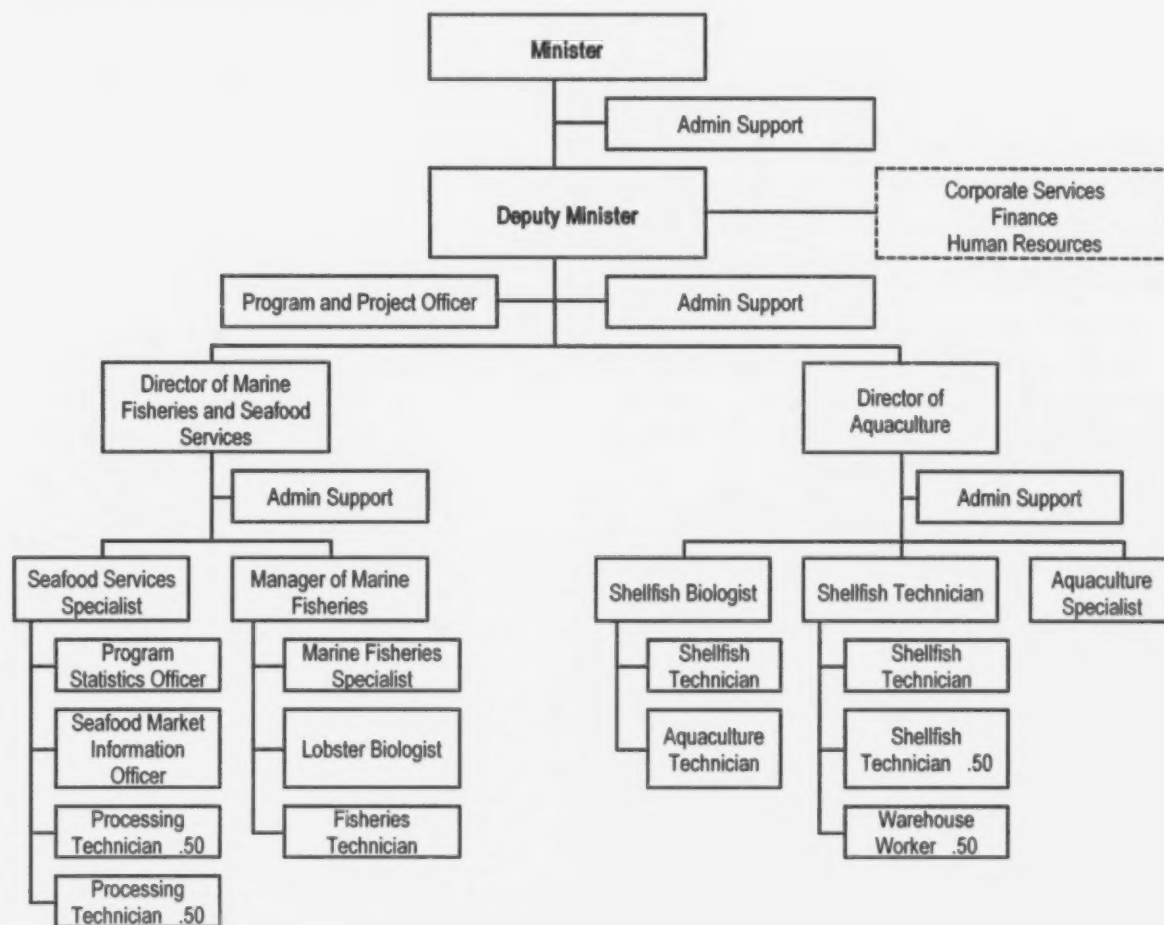 Minister
Admin Support
Deputy Minister
Corporate Services
Finance
Human Resources
Program and Project Officer
Admin Support
Director of Marine
Fisheries and Seafood
Services
Director of
Aquaculture
Admin Support
Admin Support
Seafood Services
Specialist
Manager of Marine
Fisheries
Shellfish Biologist
Shellfish Technician
Aquaculture
Specialist
Program
Statistics Officer
Marine Fisheries
Specialist
Shellfish
Technician
Shellfish
Technician
Seafood Market
Information
Officer
Lobster Biologist
Aquaculture
Technician
Shellfish
Technician .50
Processing
Technician .50
Fisheries
Technician
Warehouse
Worker .50
Processing
Technician .50